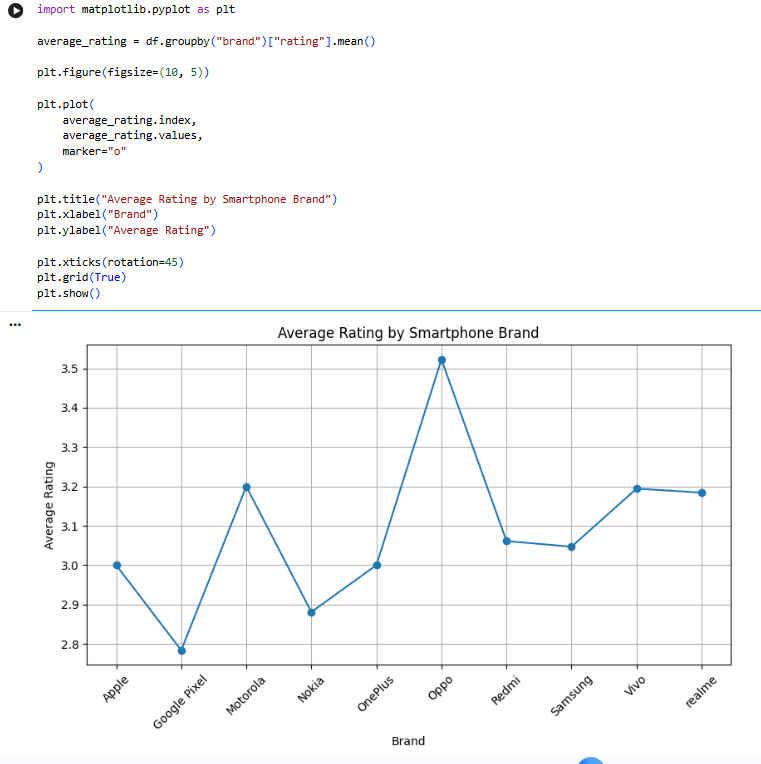 import matplotlib.pyplot as plt
average_rating = df.groupby("brand")["rating"].mean()
plt.figure(figsize=(10, 5))
plt.plot(
    average_rating.index,
    average_rating.values,
    marker="o"
)
plt.title("Average Rating by Smartphone Brand")
plt.xlabel("Brand")
plt.ylabel("Average Rating")
plt.xticks(rotation=45)
plt.grid(True)
plt.show()
Average Rating by Smartphone Brand
3.5
3.4
3.3
3.2
3.1
3.0
2.9
2.8
Average Rating
Apple
Google Pixel
Motorola
Nokia
OnePlus
Oppo
Redmi
Samsung
Vivo
realme
Brand